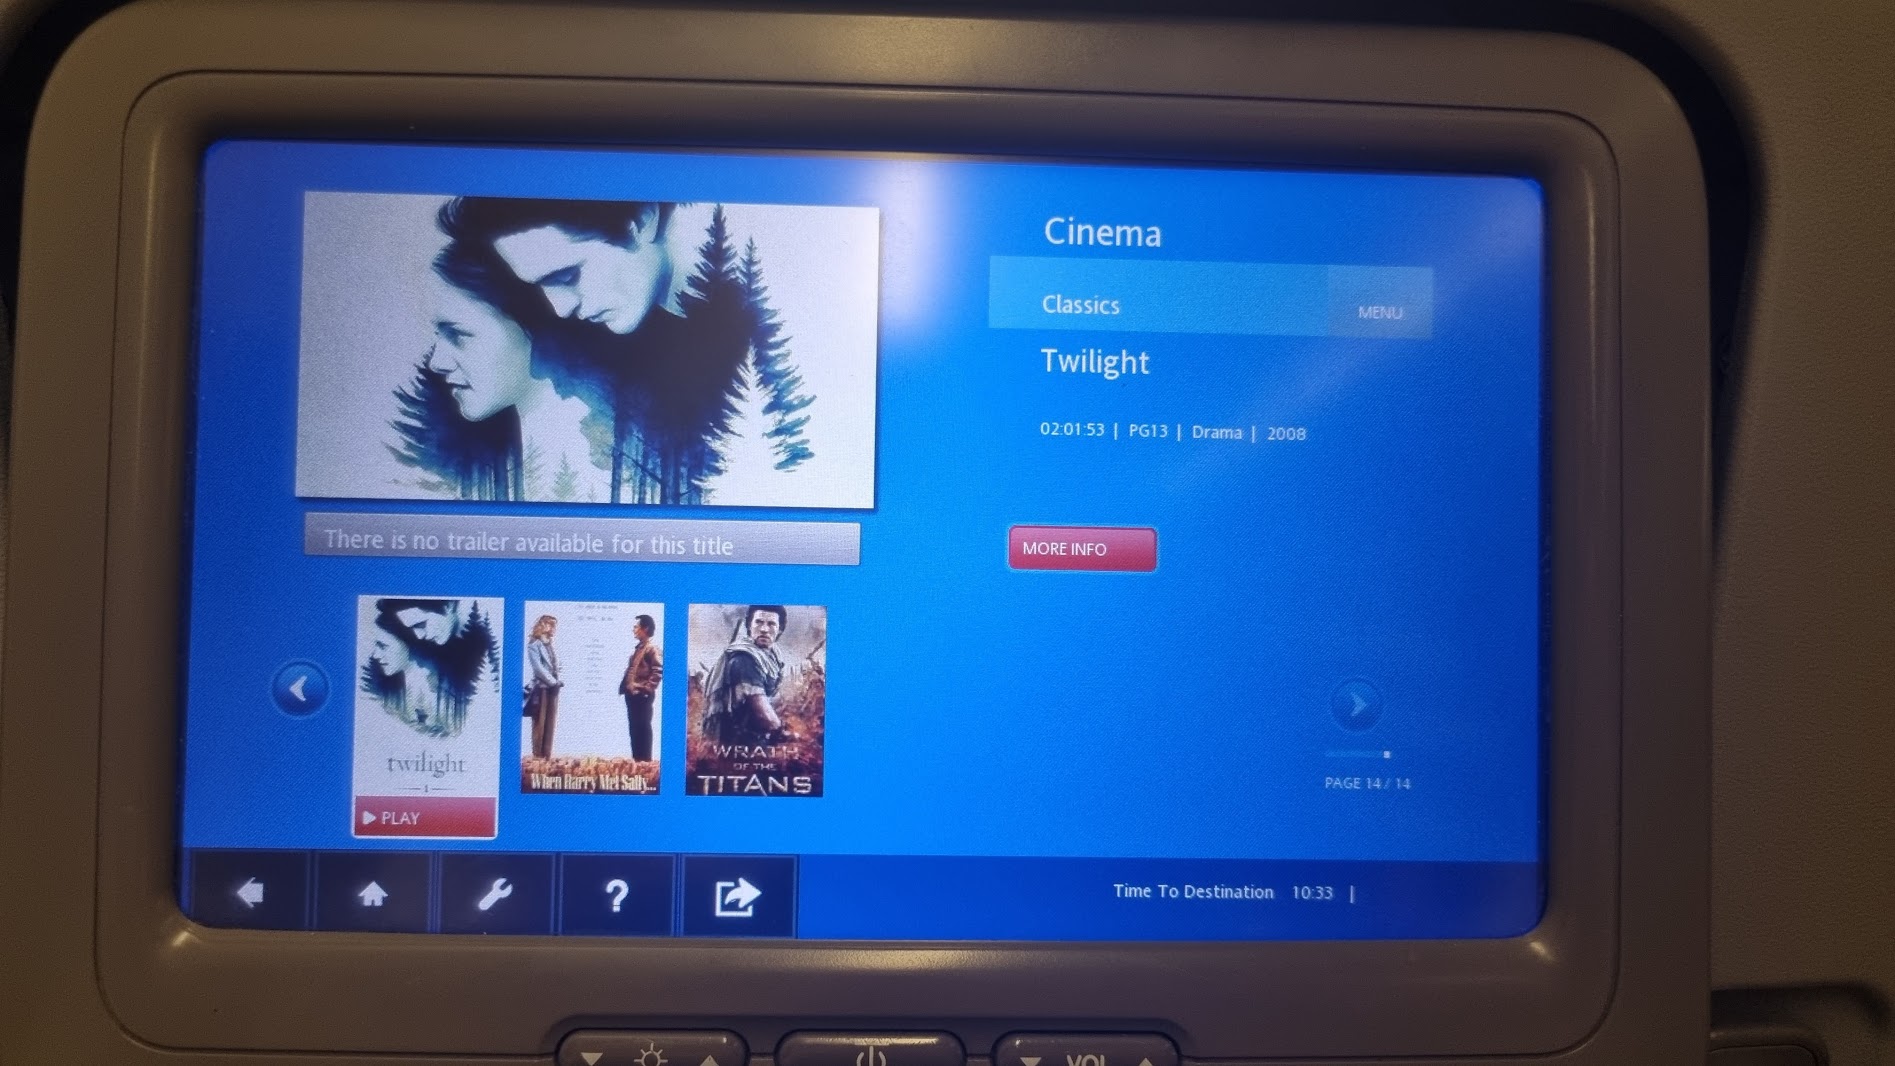 Cinema
Classics
MENU
Twilight
02:01:53 | PG13 | Drama | 2008
There is no trailer available for this title
MORE INFO
twilight
PLAY
When Harry Met Sally...
WRATH
OF THE
TITANS
PAGE 14 / 14
?
Time To Destination 10:33 |
VOL